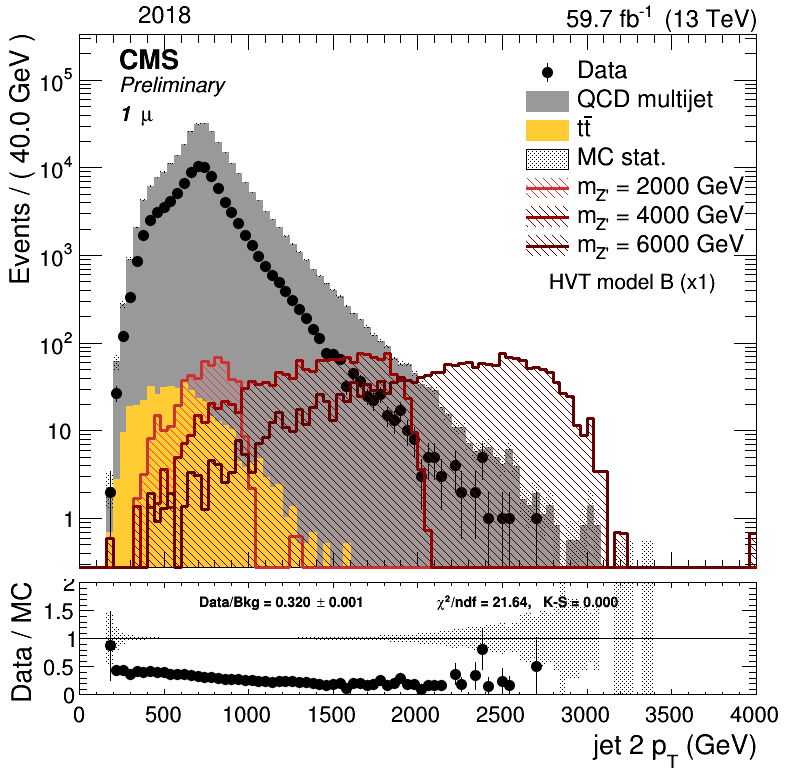 2018
59.7 fb⁻¹ (13 TeV)
Events / ( 40.0 GeV )
CMS
Preliminary
1 μ
Data
QCD multijet
tt̄
MC stat.
m_Z' = 2000 GeV
m_Z' = 4000 GeV
m_Z' = 6000 GeV
HVT model B (x1)
10⁵
10⁴
10³
10²
10
1
Data / MC
Data/Bkg = 0.320 ± 0.001
χ²/ndf = 21.64, K-S = 0.000
2
1.5
1
0.5
0
0 500 1000 1500 2000 2500 3000 3500 4000
jet 2 p_T (GeV)